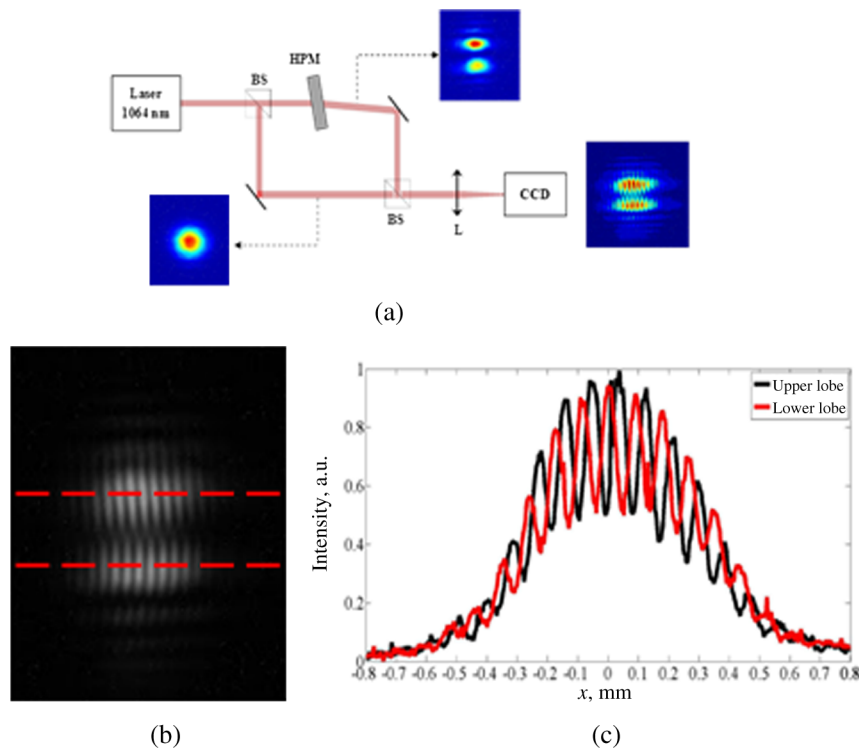 HPM
BS
Laser
1064 nm
CCD
BS
L
(a)
1
Upper lobe
Lower lobe
0.8
0.6
Intensity, a.u.
0.4
0.2
0
-0.8 -0.7 -0.6 -0.5 -0.4 -0.3 -0.2 -0.1 0 0.1 0.2 0.3 0.4 0.5 0.6 0.7 0.8
x, mm
(b)
(c)